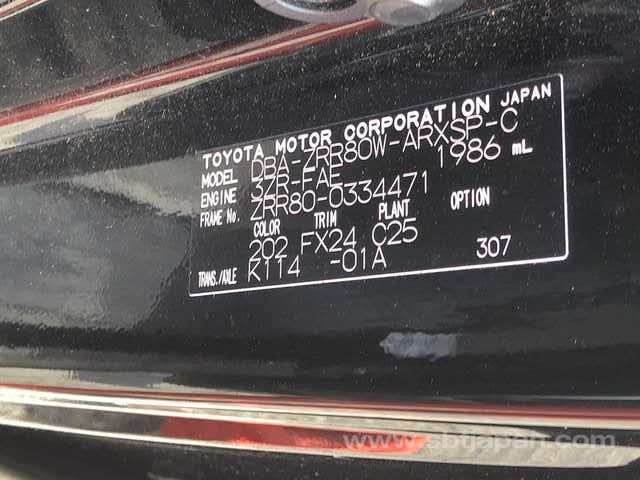 TOYOTA MOTOR CORPORATION JAPAN
MODEL DBA-ZRR80W-ARXSP-C
ENGINE 3ZR-FAE 1986 mL
FRAME No. ZRR80-0334471
COLOR TRIM PLANT OPTION
202 FX24 C25
TRANS./AXLE K114 -01A 307
www.sbtjapan.com